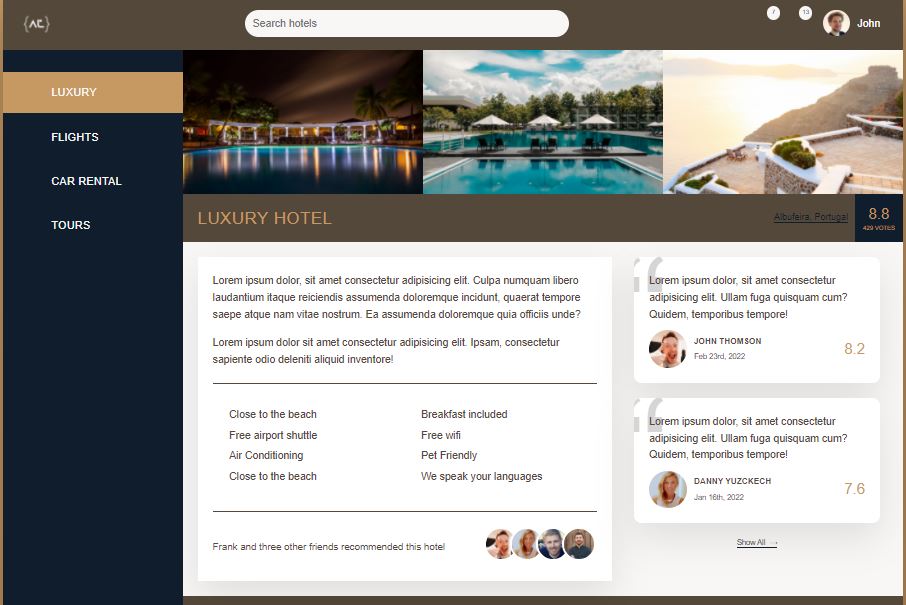 {AC}
Search hotels
7
13
John
LUXURY
FLIGHTS
CAR RENTAL
TOURS
LUXURY HOTEL
Albufeira, Portugal
8.8
429 VOTES
Lorem ipsum dolor, sit amet consectetur adipisicing elit. Culpa numquam libero
laudantium itaque reiciendis assumenda doloremque incidunt, quaerat tempore
saepe atque nam vitae nostrum. Ea assumenda doloremque quia officiis unde?
Lorem ipsum dolor, sit amet consectetur adipisicing elit. Ipsam, consectetur
sapiente odio deleniti aliquid inventore!
Close to the beach
Breakfast included
Free airport shuttle
Free wifi
Air Conditioning
Pet Friendly
Close to the beach
We speak your languages
Frank and three other friends recommended this hotel
“
Lorem ipsum dolor, sit amet consectetur
adipisicing elit. Ullam fuga quisquam cum?
Quidem, temporibus tempore!
JOHN THOMSON
Feb 23rd, 2022
8.2
“
Lorem ipsum dolor, sit amet consectetur
adipisicing elit. Ullam fuga quisquam cum?
Quidem, temporibus tempore!
DANNY YUZCKECH
Jan 16th, 2022
7.6
Show All →